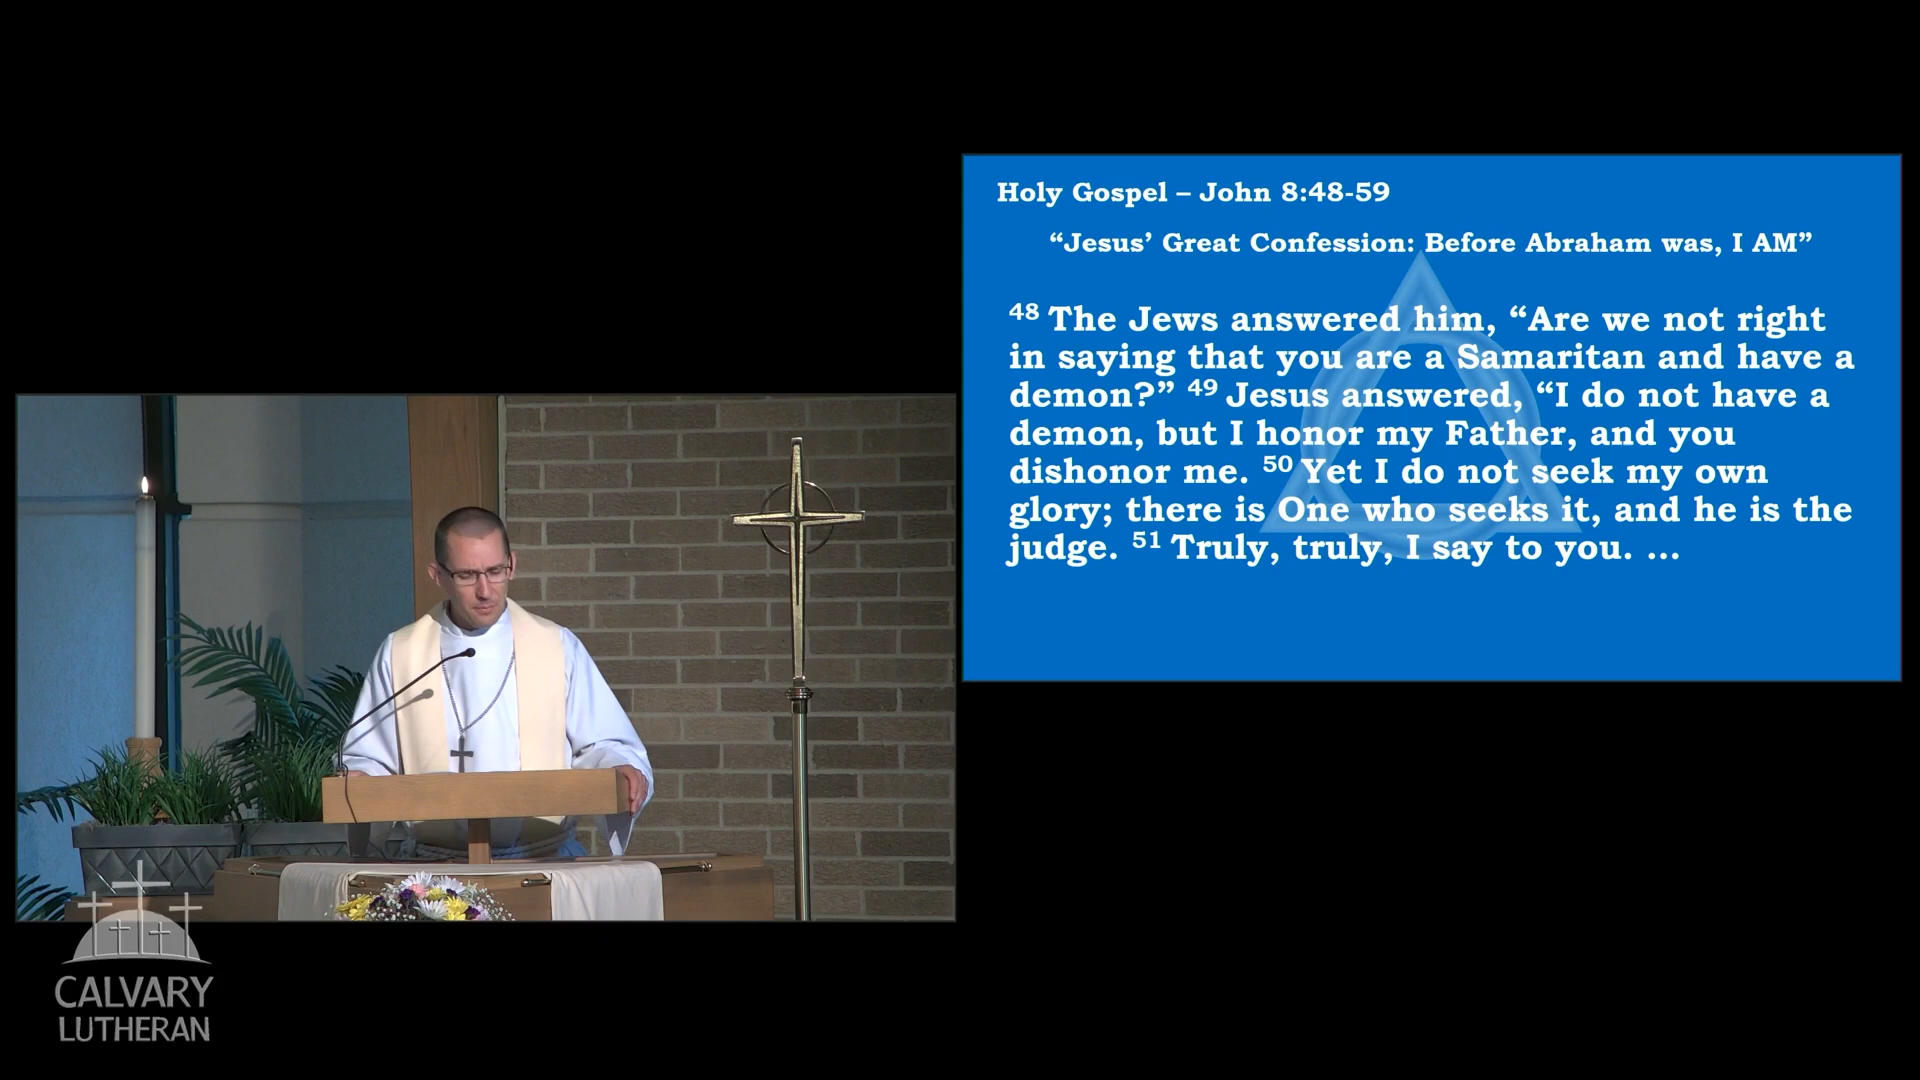 Holy Gospel – John 8:48-59
“Jesus’ Great Confession: Before Abraham was, I AM”
48 The Jews answered him, “Are we not right
in saying that you are a Samaritan and have a
demon?” 49 Jesus answered, “I do not have a
demon, but I honor my Father, and you
dishonor me. 50 Yet I do not seek my own
glory; there is One who seeks it, and he is the
judge. 51 Truly, truly, I say to you. ...
CALVARY
LUTHERAN